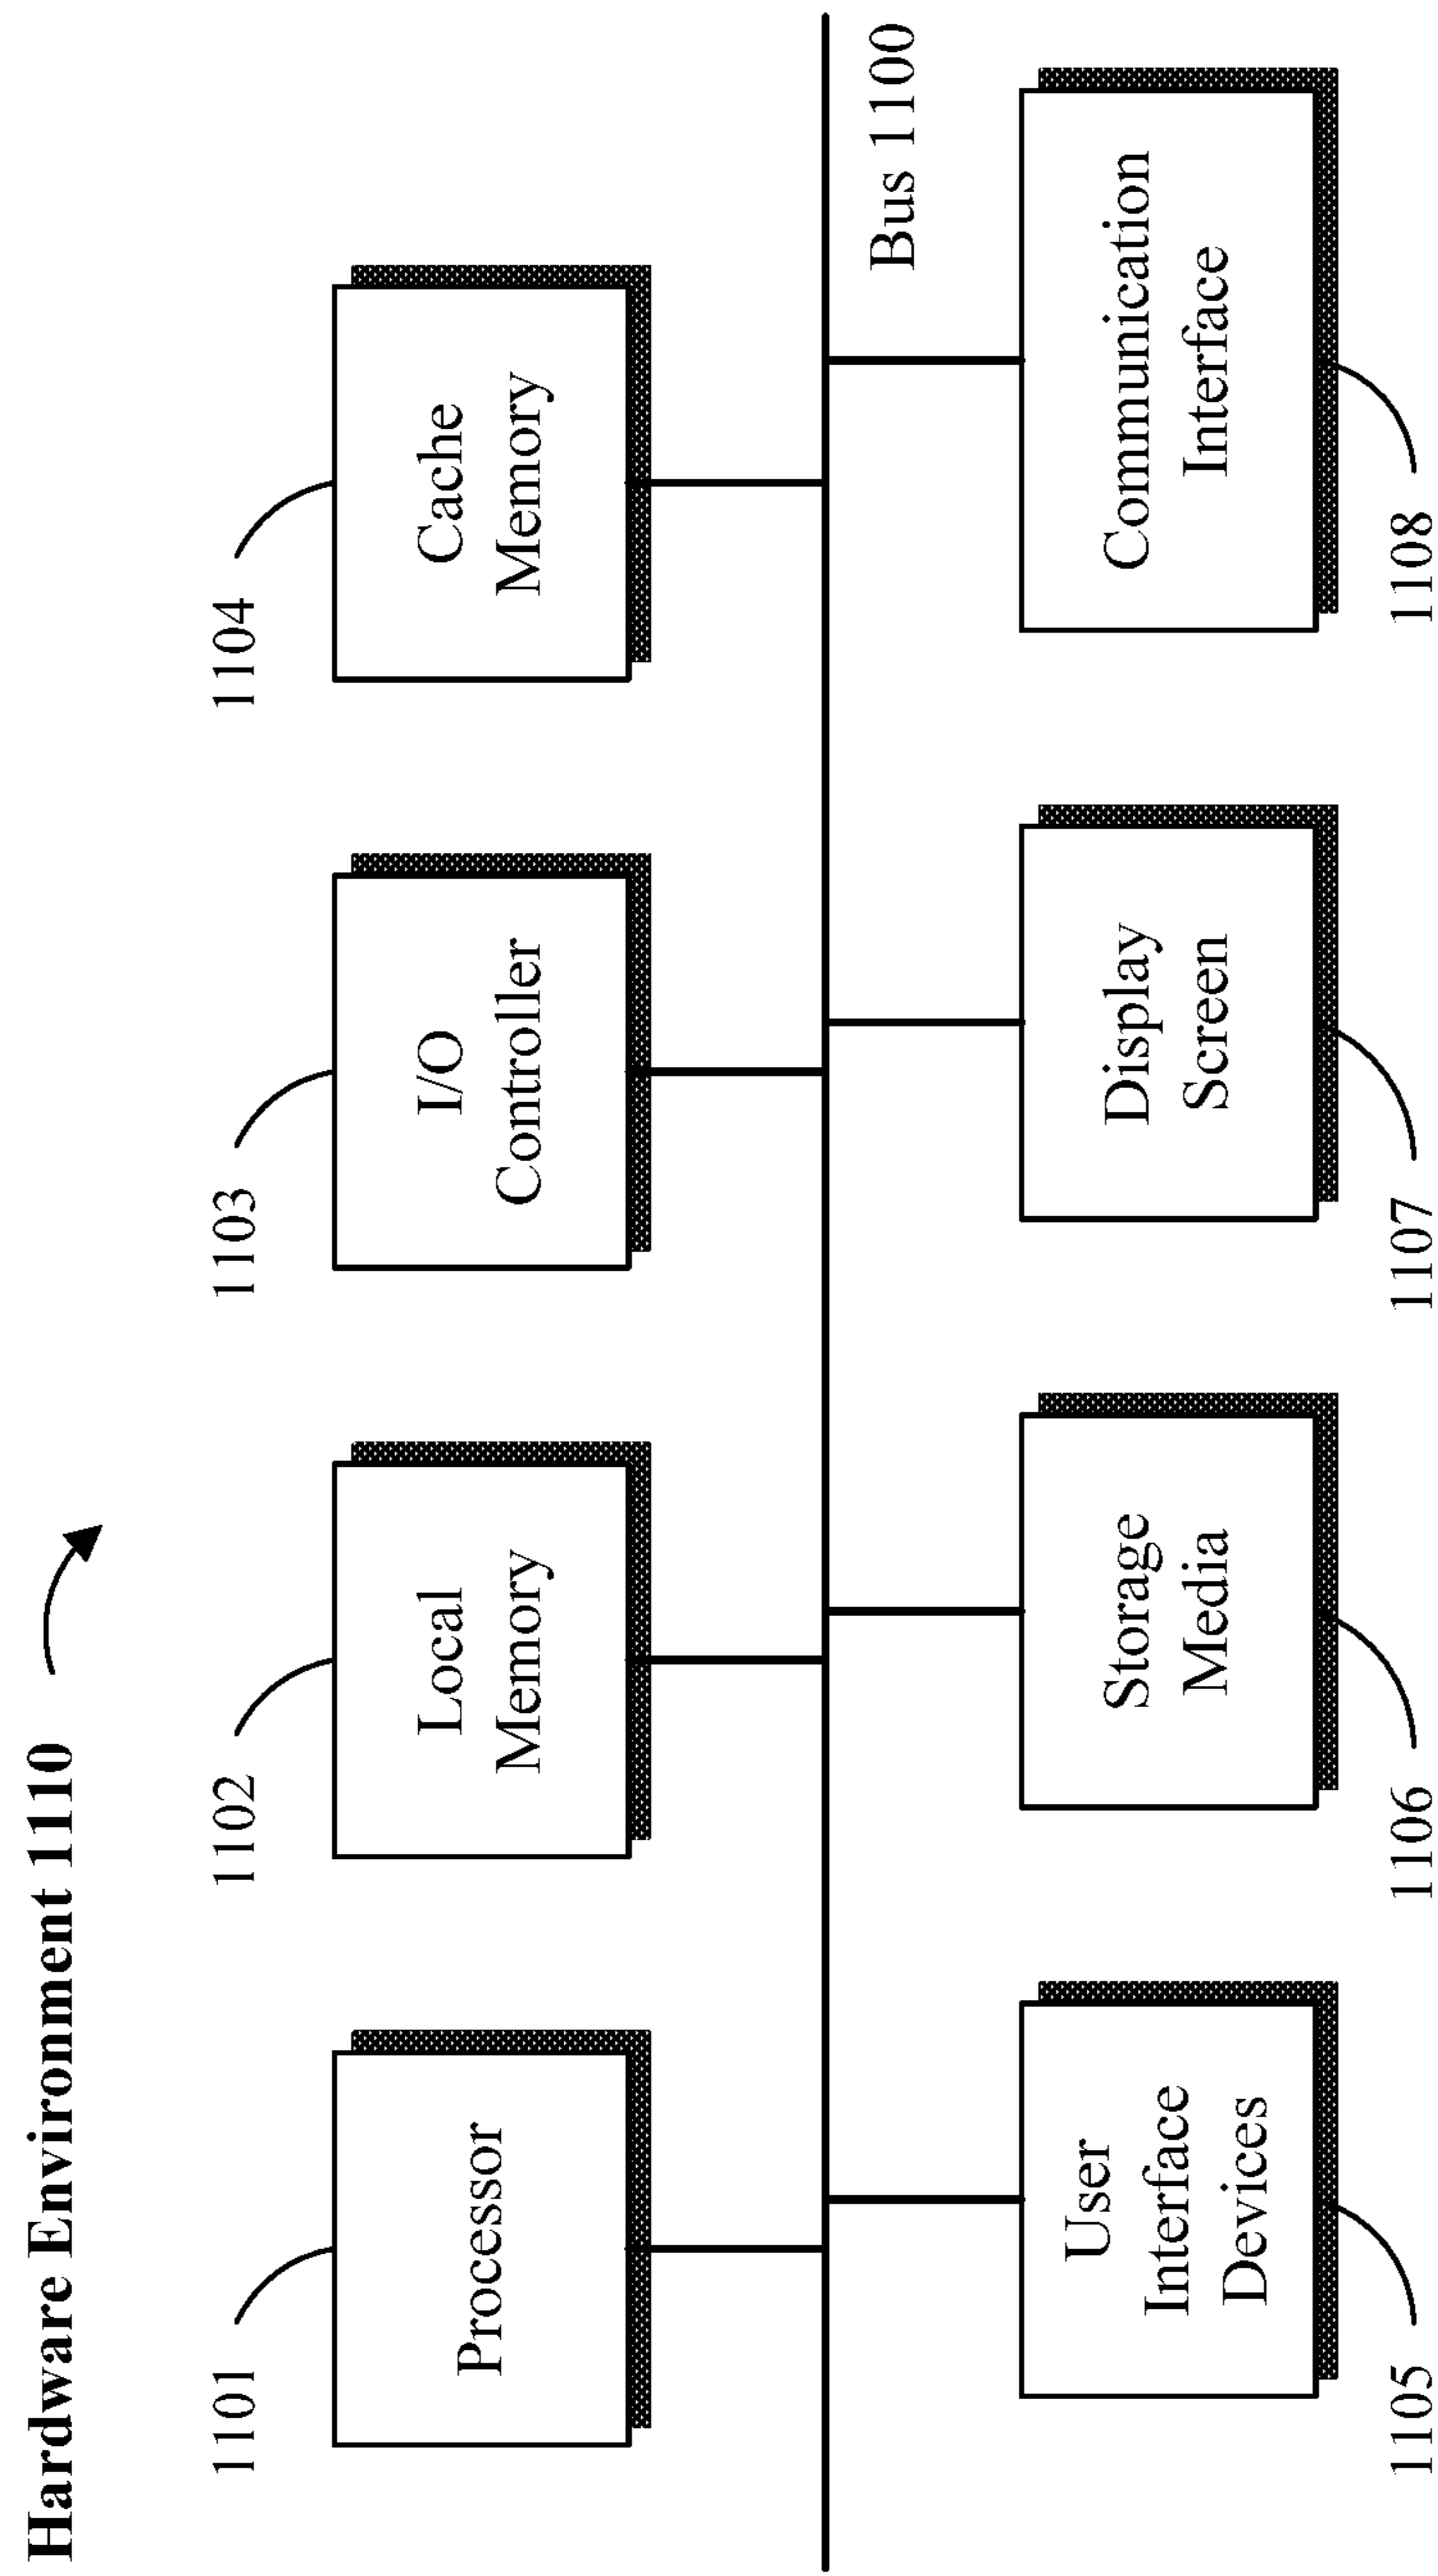 Hardware Environment 1110
1101
1102
1103
1104
Processor
Local
Memory
I/O
Controller
Cache
Memory
Bus 1100
User
Interface
Devices
Storage
Media
Display
Screen
Communication
Interface
1105
1106
1107
1108